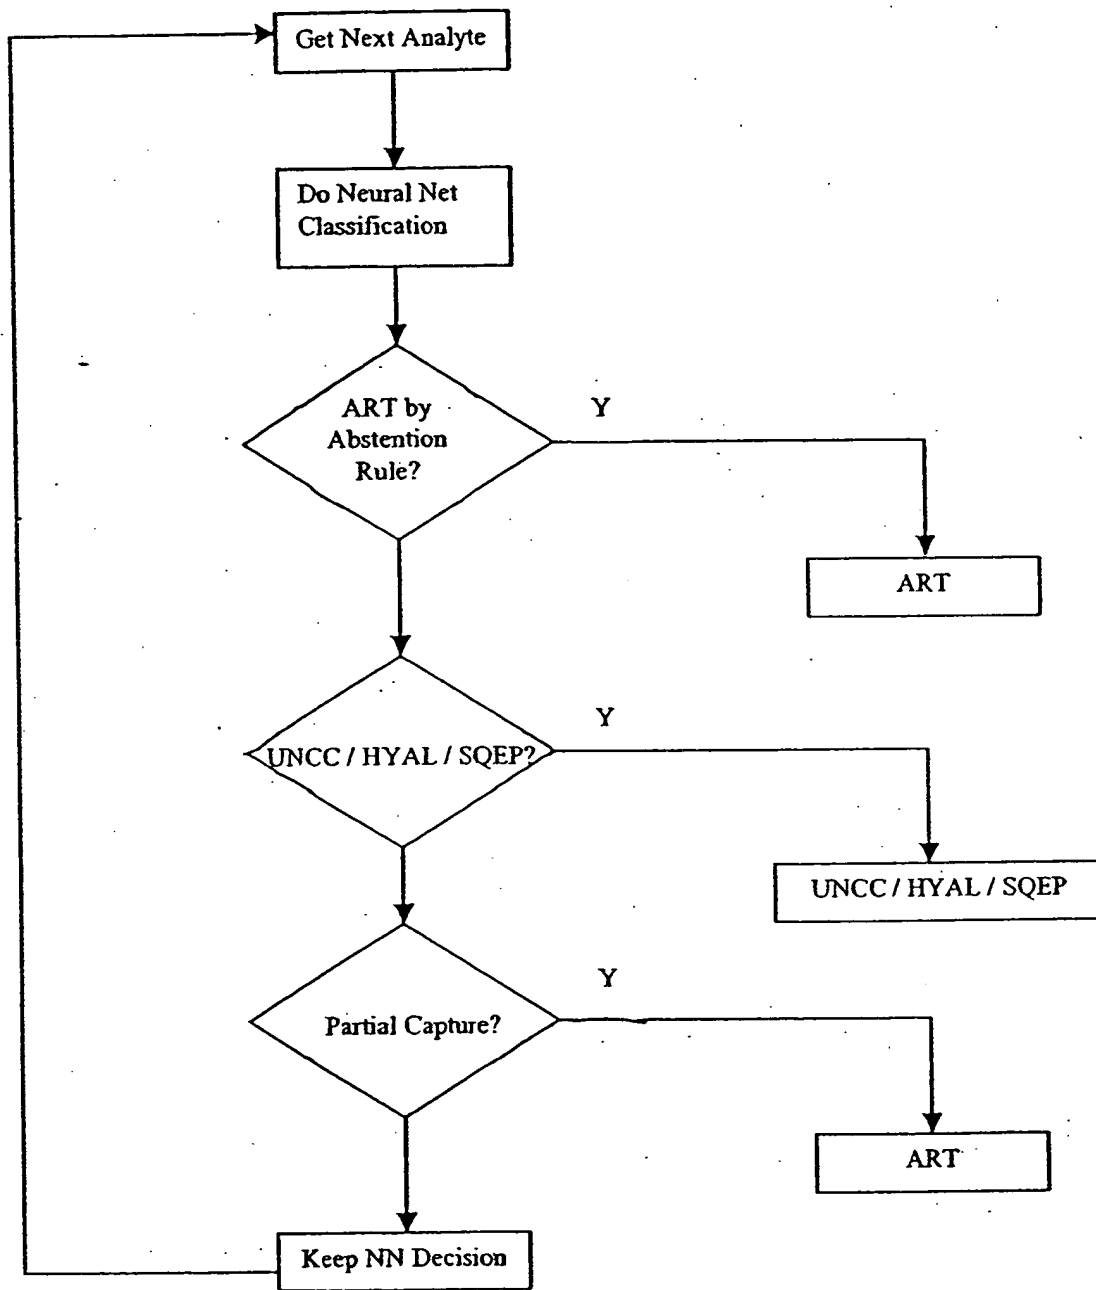 Get Next Analyte
Do Neural Net
Classification
ART by
Abstention
Rule?
Y
ART
UNCC / HYAL / SQEP?
Y
UNCC / HYAL / SQEP
Partial Capture?
Y
ART
Keep NN Decision